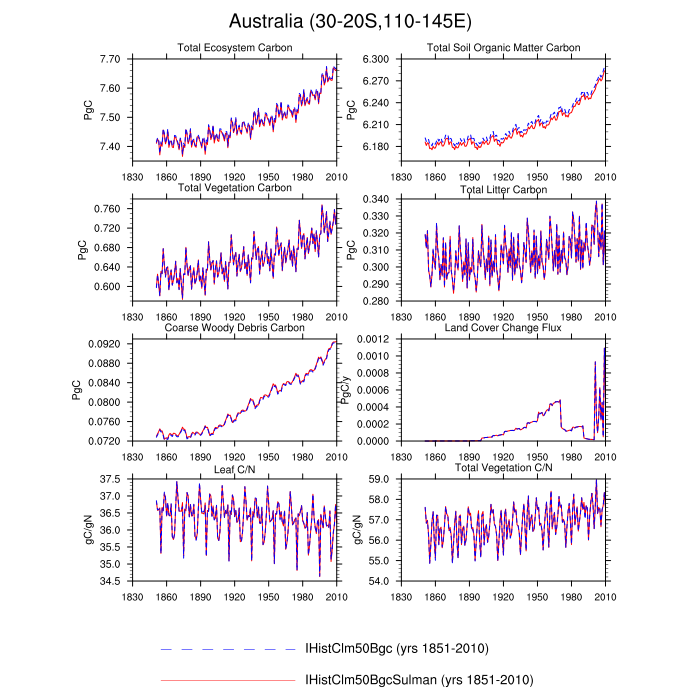 Australia (30-20S,110-145E)
Total Ecosystem Carbon
PgC
7.70
7.60
7.50
7.40
1830 1860 1890 1920 1950 1980 2010
Total Soil Organic Matter Carbon
PgC
6.300
6.270
6.240
6.210
6.180
1830 1860 1890 1920 1950 1980 2010
Total Vegetation Carbon
PgC
0.760
0.720
0.680
0.640
0.600
1830 1860 1890 1920 1950 1980 2010
Total Litter Carbon
PgC
0.340
0.330
0.320
0.310
0.300
0.290
0.280
1830 1860 1890 1920 1950 1980 2010
Coarse Woody Debris Carbon
PgC
0.0920
0.0880
0.0840
0.0800
0.0760
0.0720
1830 1860 1890 1920 1950 1980 2010
Land Cover Change Flux
PgC/y
0.0012
0.0010
0.0008
0.0006
0.0004
0.0002
0.0000
1830 1860 1890 1920 1950 1980 2010
Leaf C/N
gC/gN
37.5
37.0
36.5
36.0
35.5
35.0
34.5
1830 1860 1890 1920 1950 1980 2010
Total Vegetation C/N
gC/gN
59.0
58.0
57.0
56.0
55.0
54.0
1830 1860 1890 1920 1950 1980 2010
IHistClm50Bgc (yrs 1851-2010)
IHistClm50BgcSulman (yrs 1851-2010)